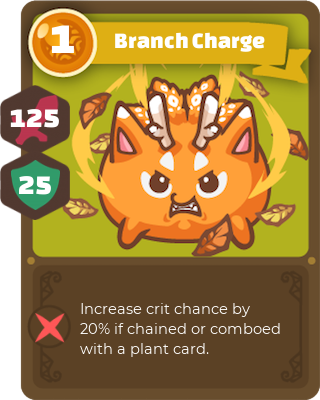 1
Branch Charge
125
25
Increase crit chance by
20% if chained or comboed
with a plant card.